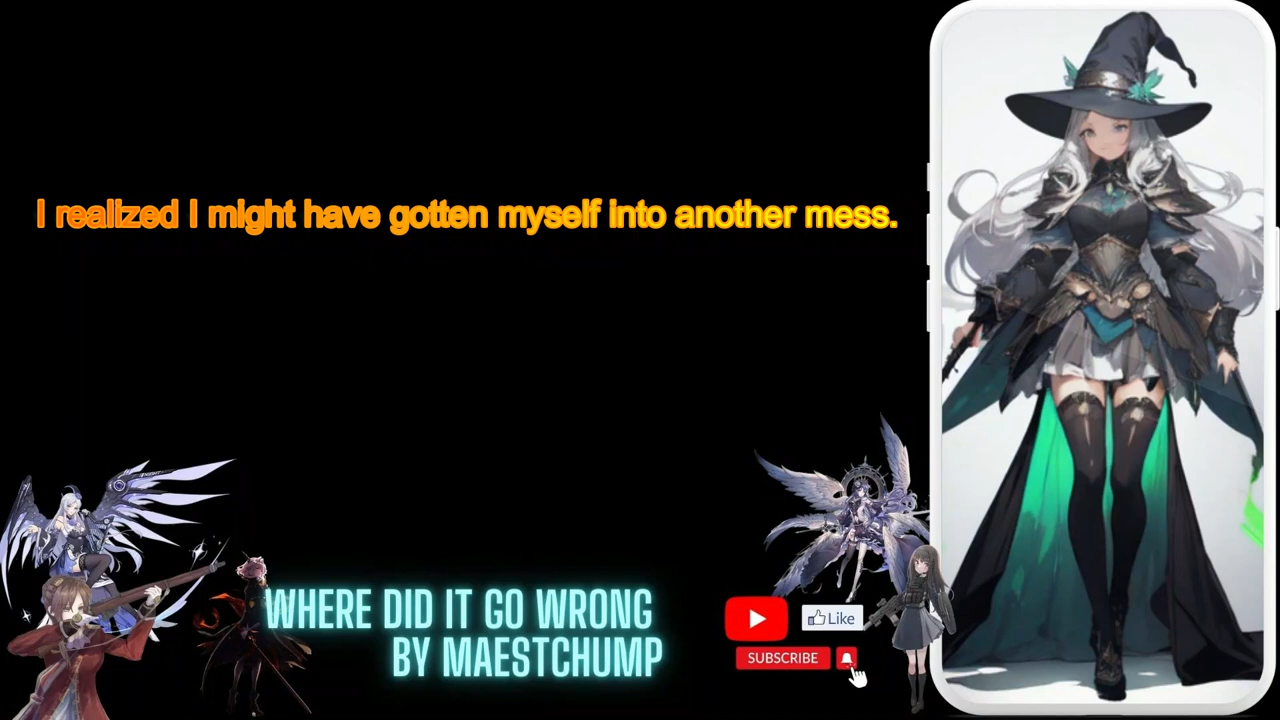 I realized I might have gotten myself into another mess.
WHERE DID IT GO WRONG
BY MAESTCHUMP
Like
SUBSCRIBE